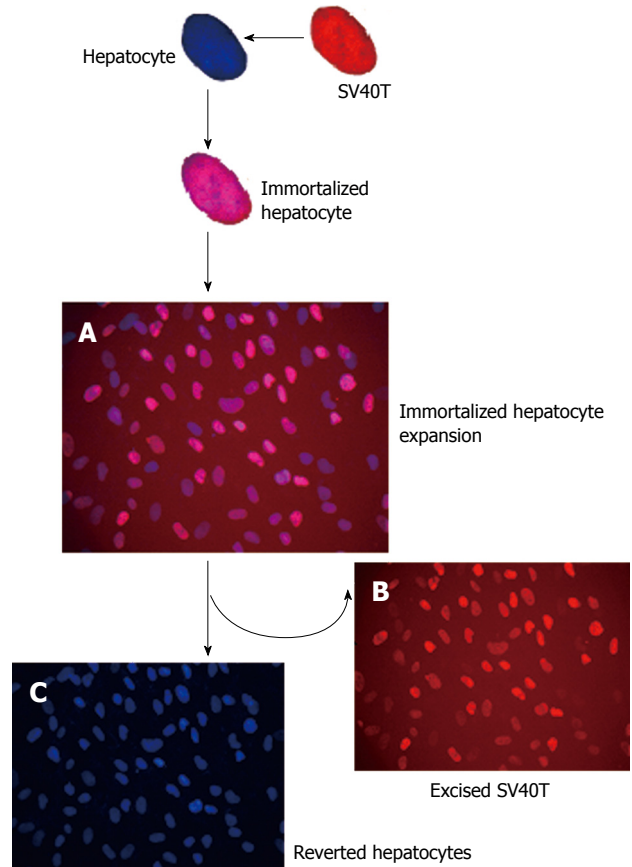 Hepatocyte
SV40T
Immortalized
hepatocyte
A
Immortalized hepatocyte
expansion
B
Excised SV40T
C
Reverted hepatocytes